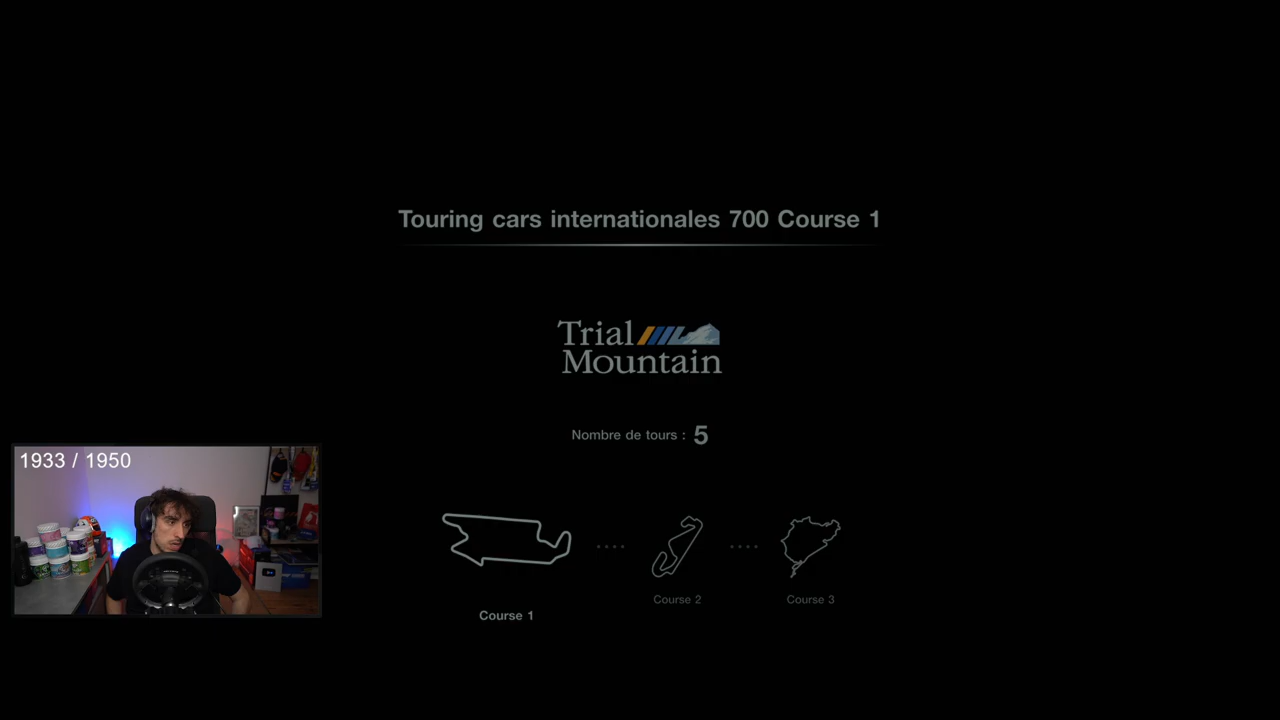 Touring cars internationales 700 Course 1
Trial
Mountain
Nombre de tours : 5
1933 / 1950
Course 2
Course 3
Course 1